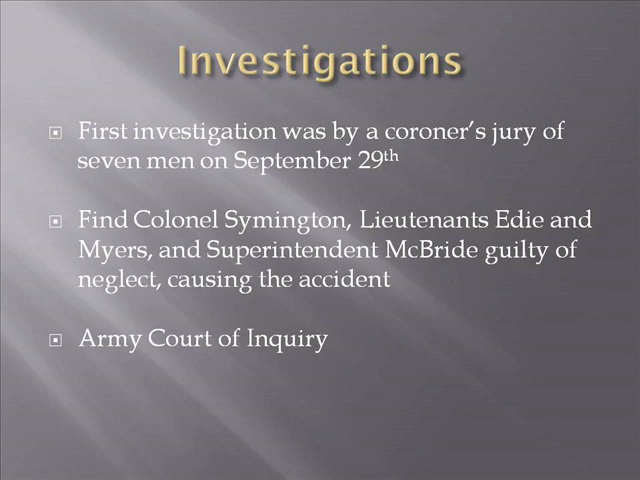 Investigations
First investigation was by a coroner’s jury of
seven men on September 29th
Find Colonel Symington, Lieutenants Edie and
Myers, and Superintendent McBride guilty of
neglect, causing the accident
Army Court of Inquiry